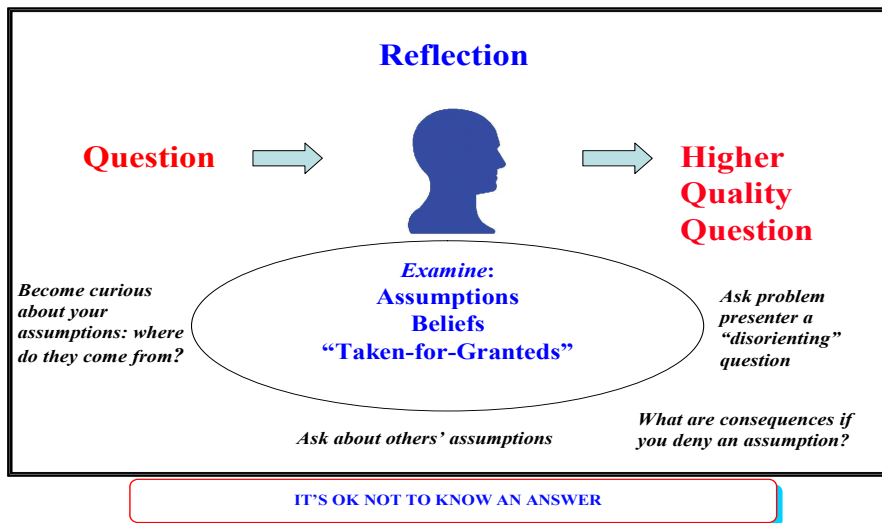 Reflection
Question
Higher
Quality
Question
Examine:
Assumptions
Beliefs
“Taken-for-Granteds”
Become curious
about your
assumptions: where
do they come from?
Ask problem
presenter a
“disorienting”
question
What are consequences if
you deny an assumption?
Ask about others’ assumptions
IT’S OK NOT TO KNOW AN ANSWER